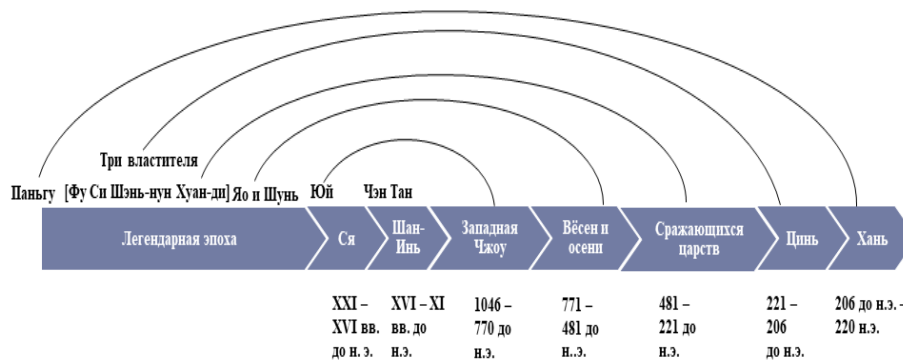 Три властителя
Паньгу [Фу Си Шэнь-нун Хуан-ди] Яо и Шунь Юй Чэн Тан
Легендарная эпоха
Ся
Шан-
Инь
Западная
Чжоу
Вёсен и
осени
Сражающихся
царств
Цинь
Хань
XXI –
XVI вв.
до н. э.
XVI – XI
вв. до
н.э.
1046 –
770 до
н.э.
771 –
481 до
н..э.
481 –
221 до
н.э.
221 –
206
до н.э.
206 до н.э. –
220 н.э.